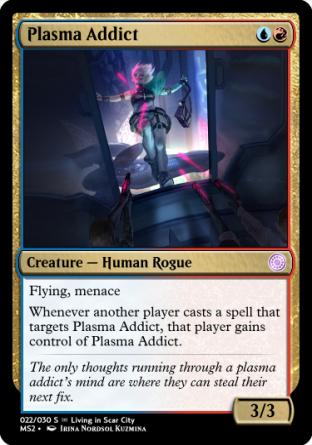 Plasma Addict
Creature — Human Rogue
Flying, menace
Whenever another player casts a spell that
targets Plasma Addict, that player gains
control of Plasma Addict.
The only thoughts running through a plasma
addict's mind are where they can steal their
next fix.
3/3
022/030 S ™ Living in Scar City
MS2 • Irina Nordsol Kuzmina